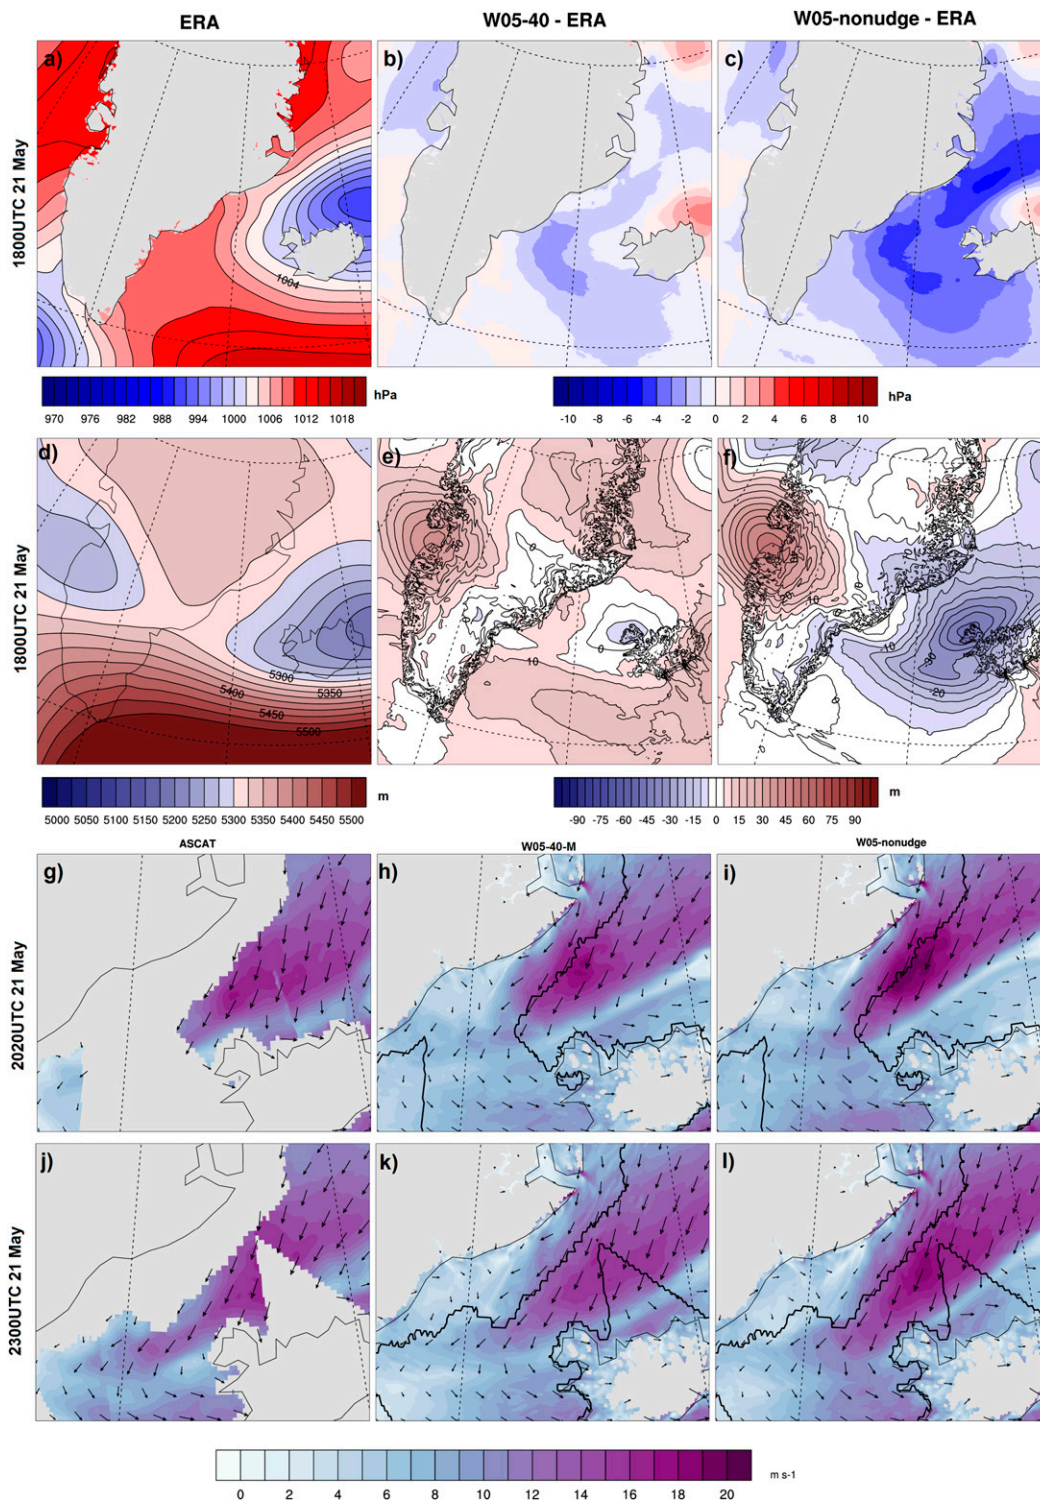 ERA
W05-40 - ERA
W05-nonudge - ERA
1800UTC 21 May
a)
1004
b)
c)
970 976 982 988 994 1000 1006 1012 1018
hPa
-10 -8 -6 -4 -2 0 2 4 6 8 10
hPa
1800UTC 21 May
d)
5300
5350
5400
5450
5500
e)
0
0
10
f)
10
0
-10
-20
0
5000 5050 5100 5150 5200 5250 5300 5350 5400 5450 5500
m
-90 -75 -60 -45 -30 -15 0 15 30 45 60 75 90
m
ASCAT
W05-40-M
W05-nonudge
2020UTC 21 May
g)
h)
i)
2300UTC 21 May
j)
k)
l)
0 2 4 6 8 10 12 14 16 18 20
m s-1